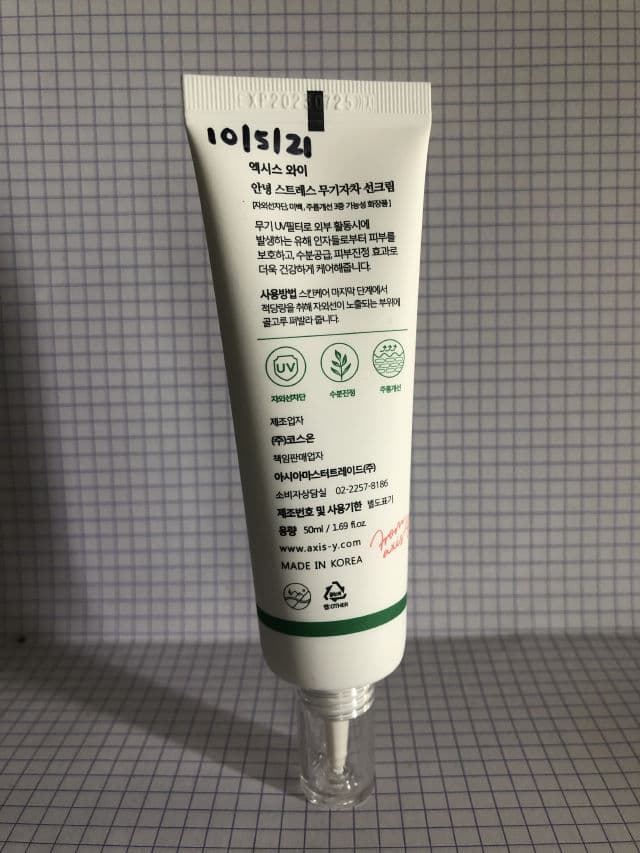 EXP20230725
10/5/21
엑시스 와이
안녕 스트레스 무기자차 선크림
[자외선차단, 미백, 주름개선 3중 기능성 화장품]
무기 UV필터로 외부 활동시에
발생하는 유해 인자들로부터 피부를
보호하고, 수분공급, 피부진정 효과로
더욱 건강하게 케어해줍니다.
사용방법 스킨케어 마지막 단계에서
적당량을 취해 자외선이 노출되는 부위에
골고루 펴발라 줍니다.
UV
자외선차단 수분진정 주름개선
제조업자
(주)코스온
책임판매업자
아시아마스터트레이드(주)
소비자상담실 02-2257-8186
제조번호 및 사용기한 별도표기
용량 50ml / 1.69 fl.oz.
www.axis-y.com
from
axis
MADE IN KOREA
캡:OTHER